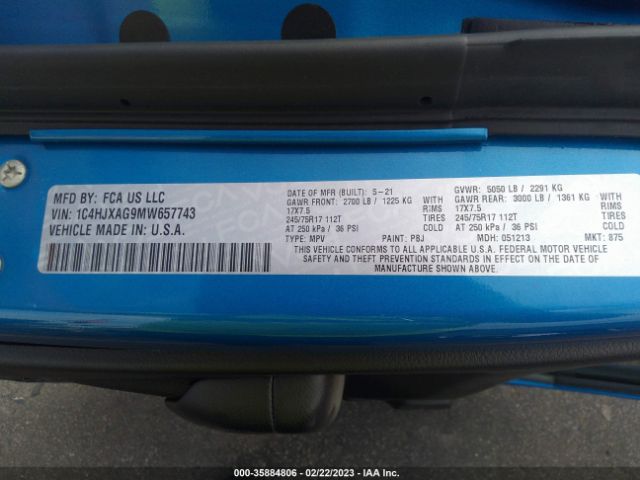 MFD BY: FCA US LLC
VIN: 1C4HJXAG9MW657743
VEHICLE MADE IN: U.S.A.
DATE OF MFR (BUILT): 5-21
GVWR: 5050 LB / 2291 KG
GAWR FRONT: 2700 LB / 1225 KG WITH GAWR REAR: 3000 LB / 1361 KG WITH
17X7.5 RIMS 17X7.5 RIMS
245/75R17 112T TIRES 245/75R17 112T TIRES
AT 250 kPa / 36 PSI COLD AT 250 kPa / 36 PSI COLD
TYPE: MPV PAINT: PBJ MDH: 051213 MKT: 875
THIS VEHICLE CONFORMS TO ALL APPLICABLE U.S.A. FEDERAL MOTOR VEHICLE
SAFETY AND THEFT PREVENTION STANDARDS IN EFFECT ON THE DATE OF
MANUFACTURE SHOWN ABOVE.
000-35884806 - 02/22/2023 - IAA Inc.